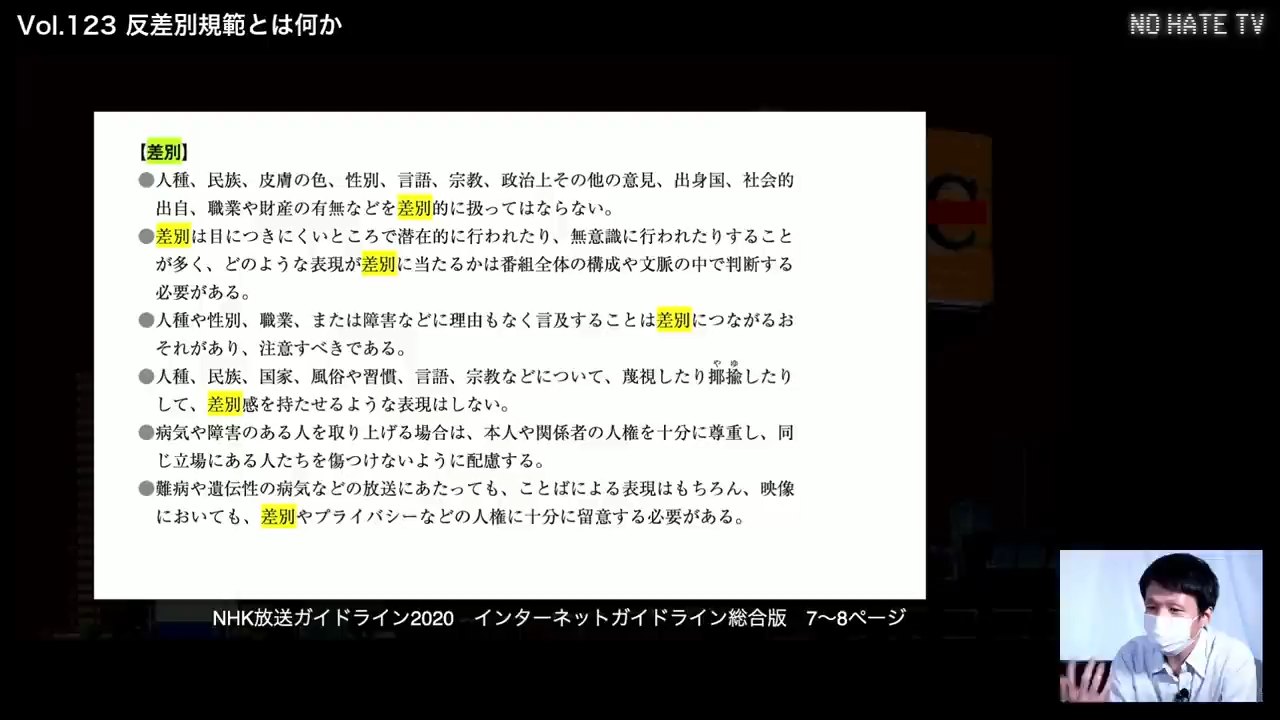 Vol.123 反差別規範とは何か
NO HATE TV
【差別】
●人種、民族、皮膚の色、性別、言語、宗教、政治上その他の意見、出身国、社会的
出自、職業や財産の有無などを差別的に扱ってはならない。
●差別は目につきにくいところで潜在的に行われたり、無意識に行われたりすること
が多く、どのような表現が差別に当たるかは番組全体の構成や文脈の中で判断する
必要がある。
●人種や性別、職業、または障害などに理由もなく言及することは差別につながるお
それがあり、注意すべきである。
やゆ
●人種、民族、国家、風俗や習慣、言語、宗教などについて、蔑視したり揶揄したり
して、差別感を持たせるような表現はしない。
●病気や障害のある人を取り上げる場合は、本人や関係者の人権を十分に尊重し、同
じ立場にある人たちを傷つけないように配慮する。
●難病や遺伝性の病気などの放送にあたっても、ことばによる表現はもちろん、映像
においても、差別やプライバシーなどの人権に十分に留意する必要がある。
NHK放送ガイドライン2020　インターネットガイドライン総合版　7〜8ページ